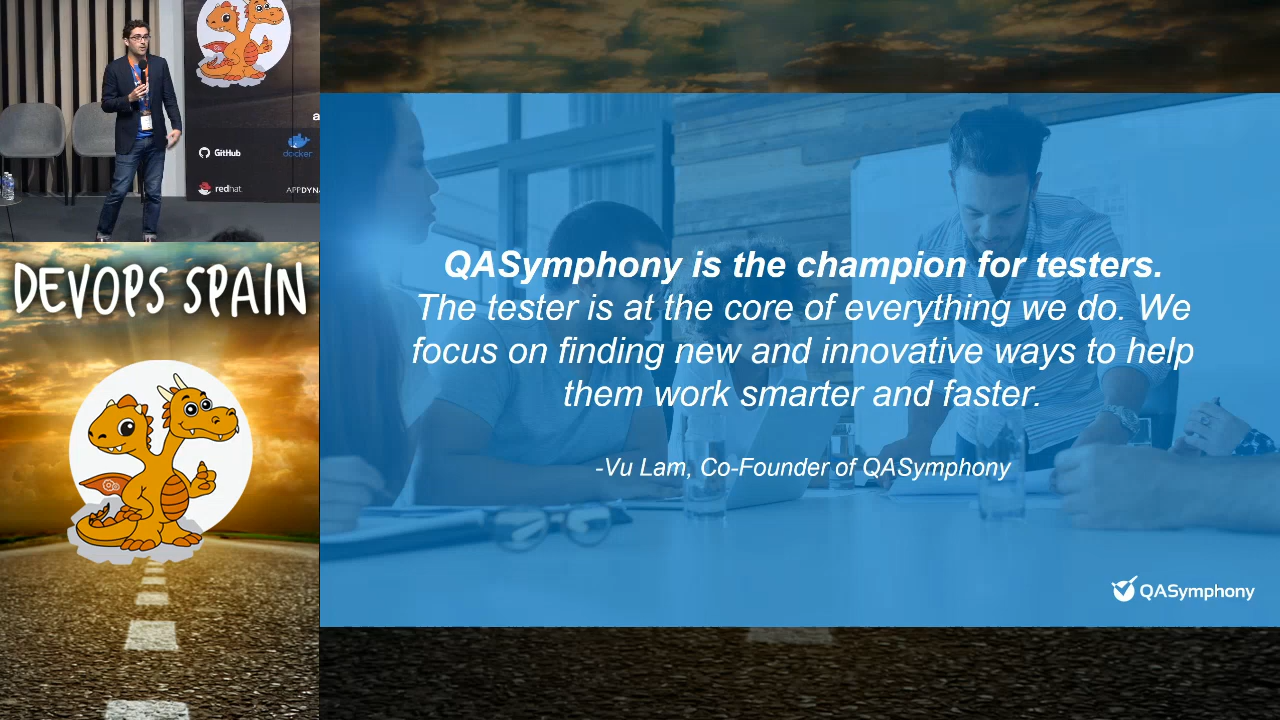 a
GitHub
docker
redhat.
APPDYN
DEVOPS SPAIN
QASymphony is the champion for testers.
The tester is at the core of everything we do. We
focus on finding new and innovative ways to help
them work smarter and faster.
-Vu Lam, Co-Founder of QASymphony
QASymphony